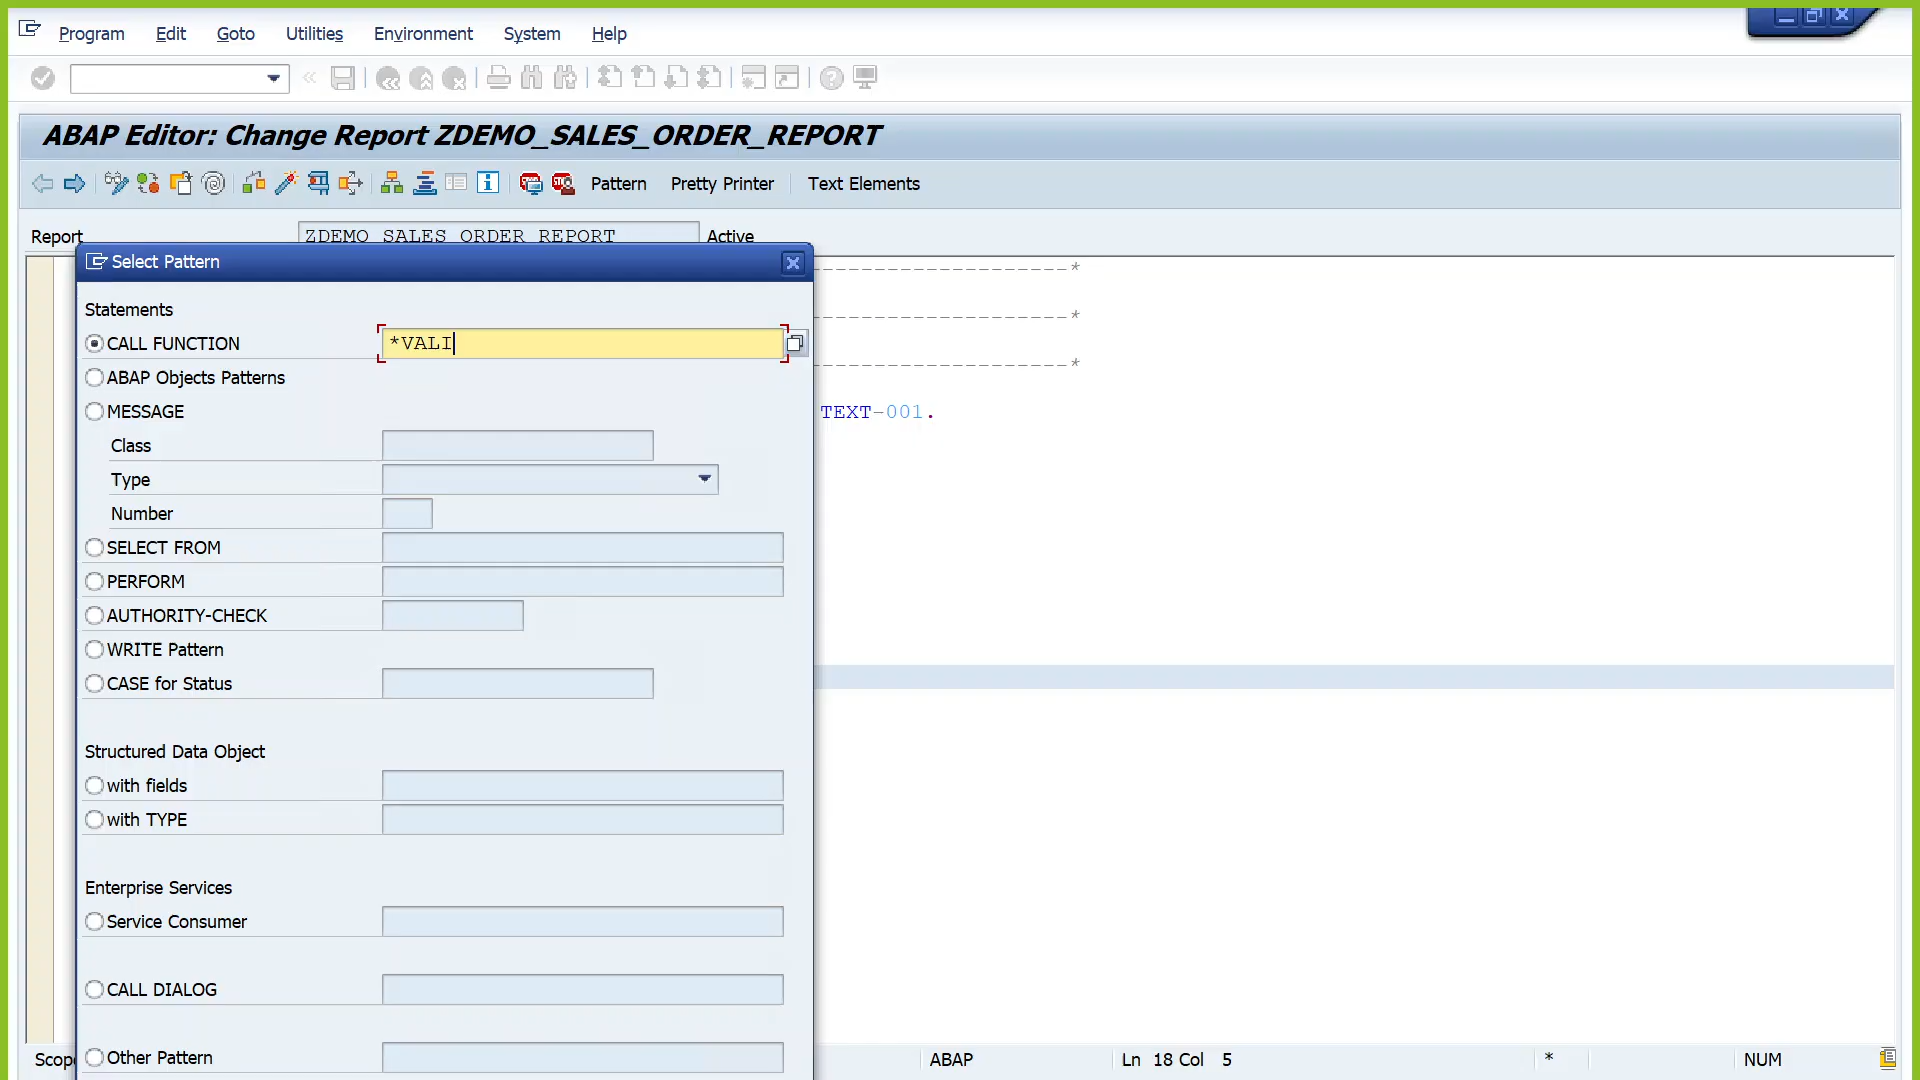 Program Edit Goto Utilities Environment System Help
ABAP Editor: Change Report ZDEMO_SALES_ORDER_REPORT
Pattern Pretty Printer Text Elements
Report ZDEMO_SALES_ORDER_REPORT Active
Select Pattern
-------------------*
Statements
-------------------*
CALL FUNCTION *VALI
-------------------*
ABAP Objects Patterns
MESSAGE
TEXT-001.
Class
Type
Number
SELECT FROM
PERFORM
AUTHORITY-CHECK
WRITE Pattern
CASE for Status
Structured Data Object
with fields
with TYPE
Enterprise Services
Service Consumer
CALL DIALOG
Other Pattern
ABAP Ln 18 Col 5 * NUM